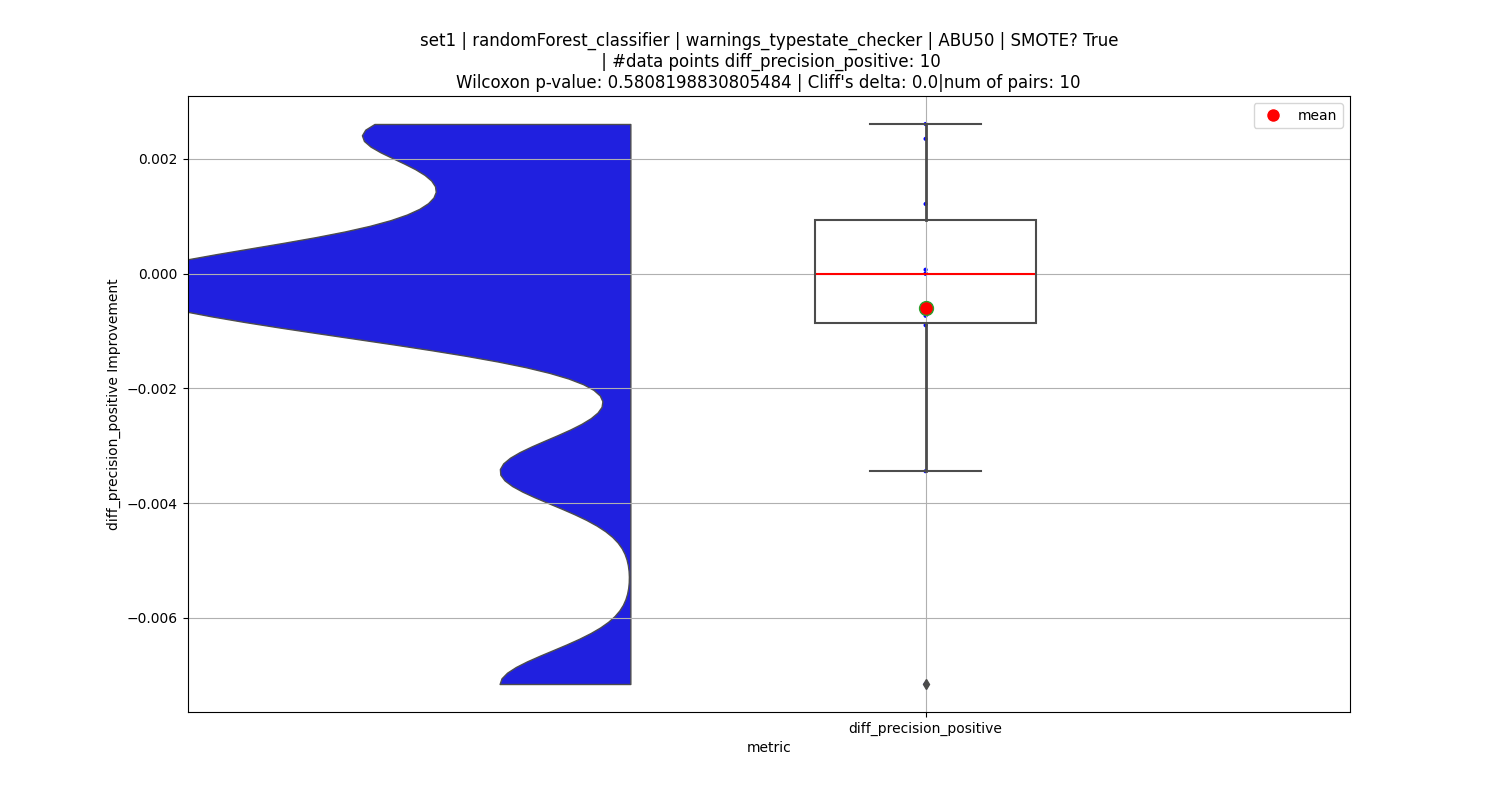 set1 | randomForest_classifier | warnings_typestate_checker | ABU50 | SMOTE? True
| #data points diff_precision_positive: 10
Wilcoxon p-value: 0.5808198830805484 | Cliff's delta: 0.0|num of pairs: 10
mean
0.002
0.000
−0.002
−0.004
−0.006
diff_precision_positive Improvement
diff_precision_positive
metric